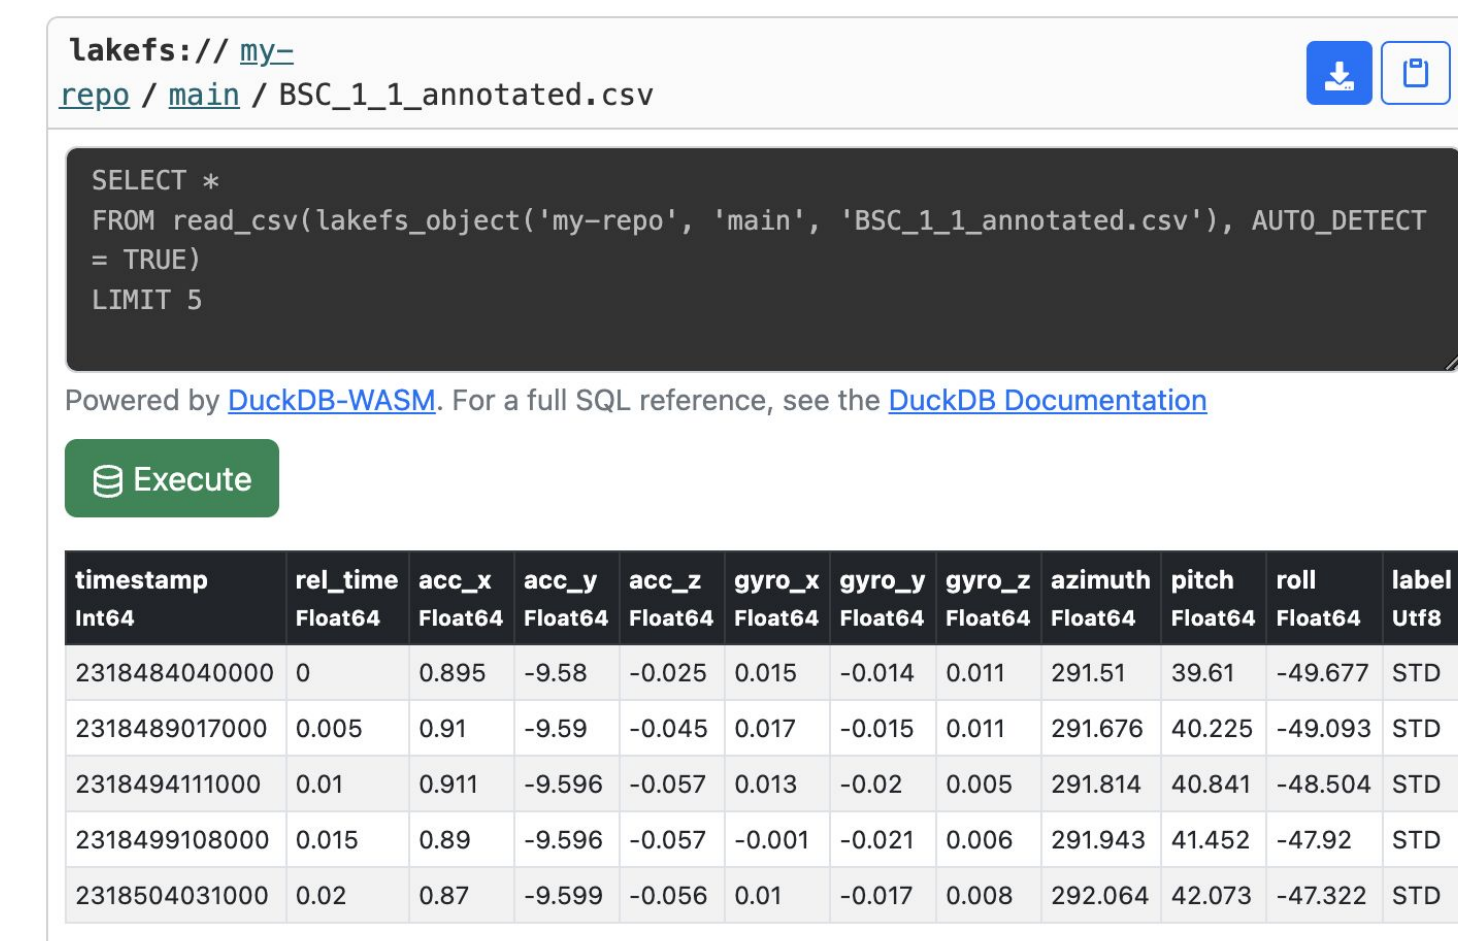 lakefs:// my-
repo / main / BSC_1_1_annotated.csv
SELECT *
FROM read_csv(lakefs_object('my-repo', 'main', 'BSC_1_1_annotated.csv'), AUTO_DETECT
= TRUE)
LIMIT 5
Powered by DuckDB-WASM. For a full SQL reference, see the DuckDB Documentation
Execute
timestamp rel_time acc_x acc_y acc_z gyro_x gyro_y gyro_z azimuth pitch roll label
Int64 Float64 Float64 Float64 Float64 Float64 Float64 Float64 Float64 Float64 Float64 Utf8
2318484040000 0 0.895 -9.58 -0.025 0.015 -0.014 0.011 291.51 39.61 -49.677 STD
2318489017000 0.005 0.91 -9.59 -0.045 0.017 -0.015 0.011 291.676 40.225 -49.093 STD
2318494111000 0.01 0.911 -9.596 -0.057 0.013 -0.02 0.005 291.814 40.841 -48.504 STD
2318499108000 0.015 0.89 -9.596 -0.057 -0.001 -0.021 0.006 291.943 41.452 -47.92 STD
2318504031000 0.02 0.87 -9.599 -0.056 0.01 -0.017 0.008 292.064 42.073 -47.322 STD